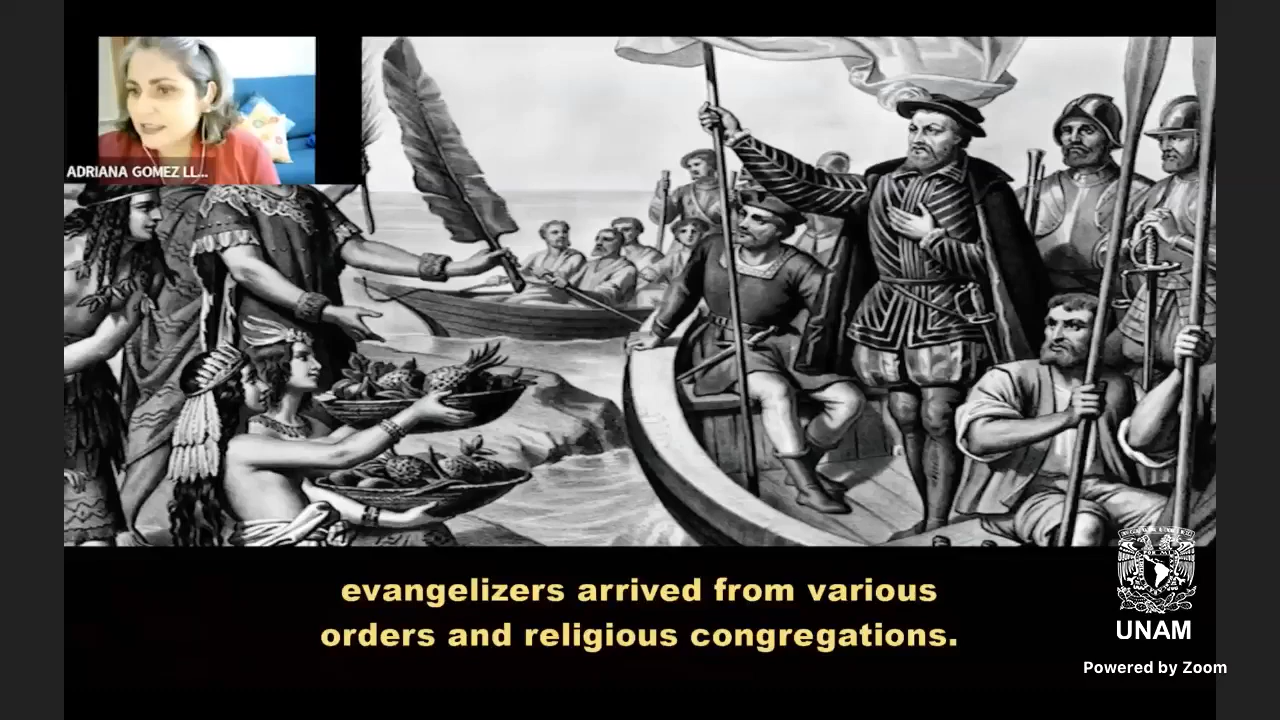 ADRIANA GOMEZ LL...
evangelizers arrived from various
orders and religious congregations.
UNAM
Powered by Zoom